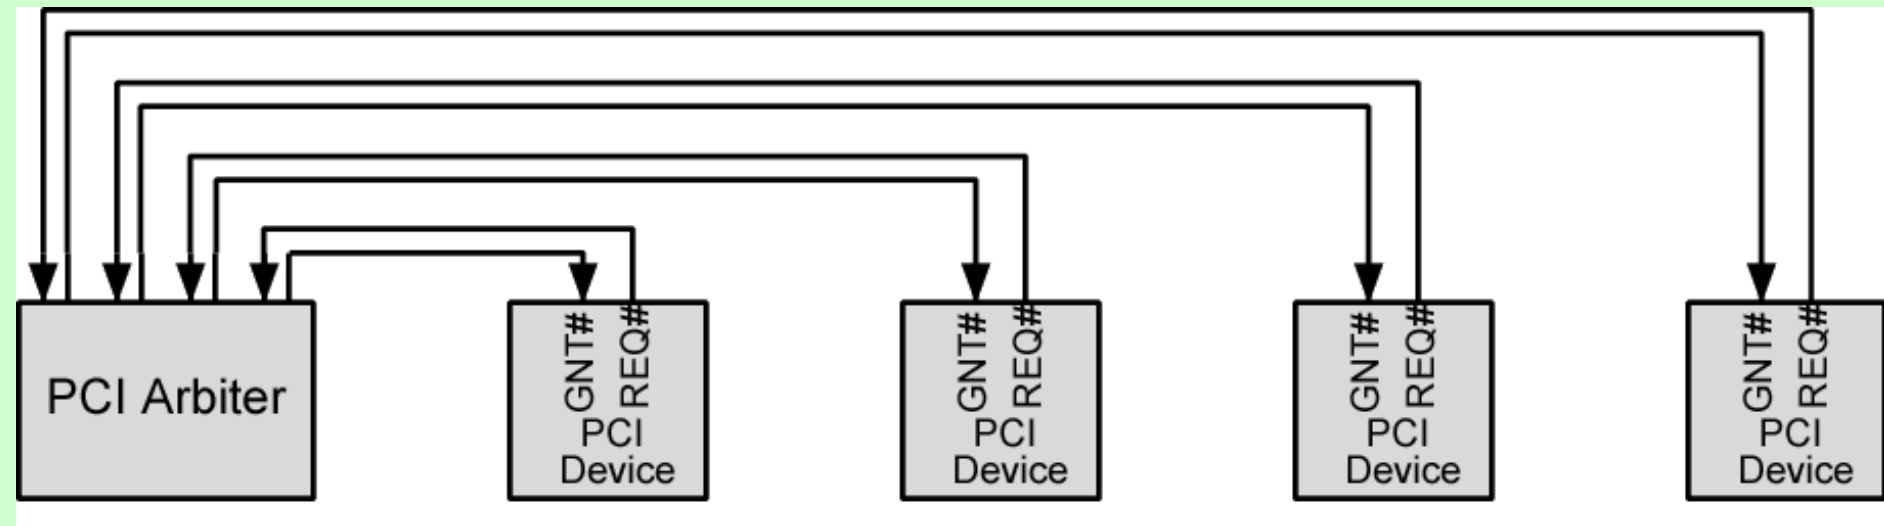 PCI Arbiter
GNT#
REQ#
PCI
Device
GNT#
REQ#
PCI
Device
GNT#
REQ#
PCI
Device
GNT#
REQ#
PCI
Device